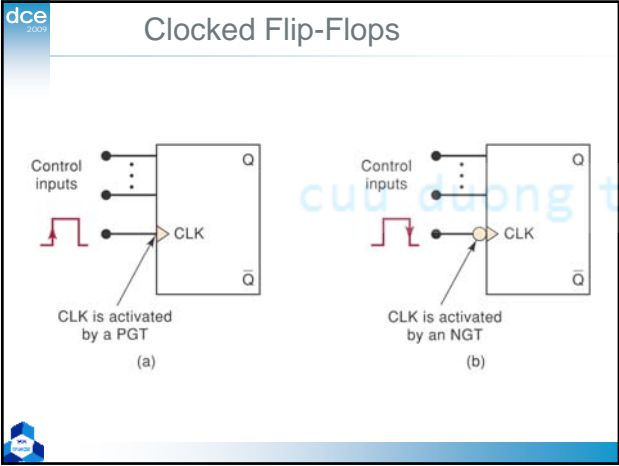 dce
2009
Clocked Flip-Flops
Control
inputs
Q
CLK
Q̅
CLK is activated
by a PGT
(a)
Control
inputs
Q
CLK
Q̅
CLK is activated
by an NGT
(b)
cuu duong t